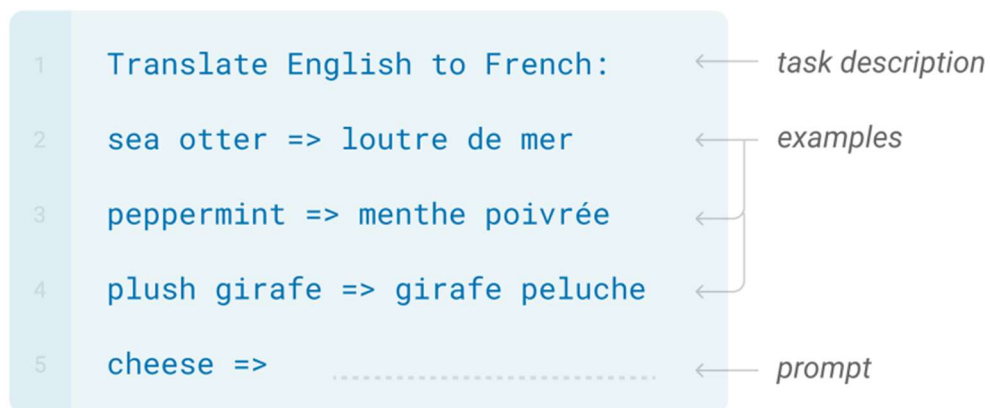 1 Translate English to French: task description
2 sea otter => loutre de mer examples
3 peppermint => menthe poivrée
4 plush girafe => girafe peluche
5 cheese => prompt